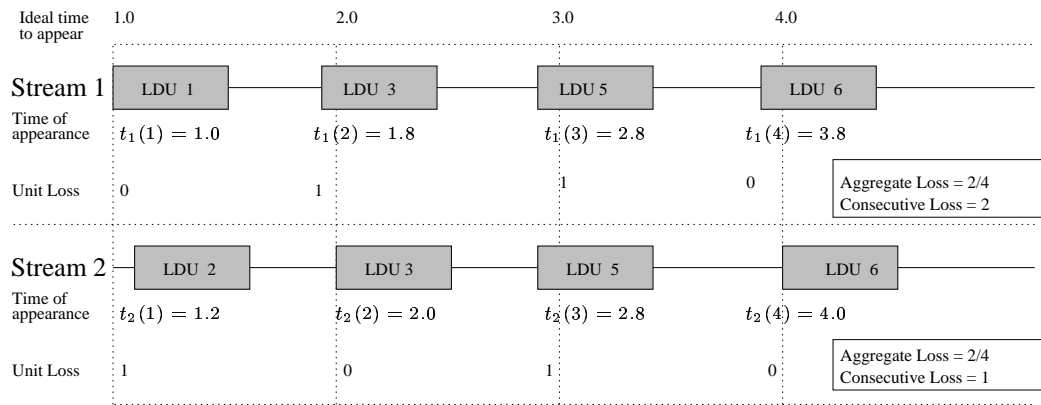 Ideal time to appear
1.0 2.0 3.0 4.0
Stream 1
LDU 1 LDU 3 LDU 5 LDU 6
Time of appearance
t₁(1) = 1.0 t₁(2) = 1.8 t₁(3) = 2.8 t₁(4) = 3.8
Unit Loss 0 1 1 0
Aggregate Loss = 2/4
Consecutive Loss = 2
Stream 2
LDU 2 LDU 3 LDU 5 LDU 6
Time of appearance
t₂(1) = 1.2 t₂(2) = 2.0 t₂(3) = 2.8 t₂(4) = 4.0
Unit Loss 1 0 1 0
Aggregate Loss = 2/4
Consecutive Loss = 1